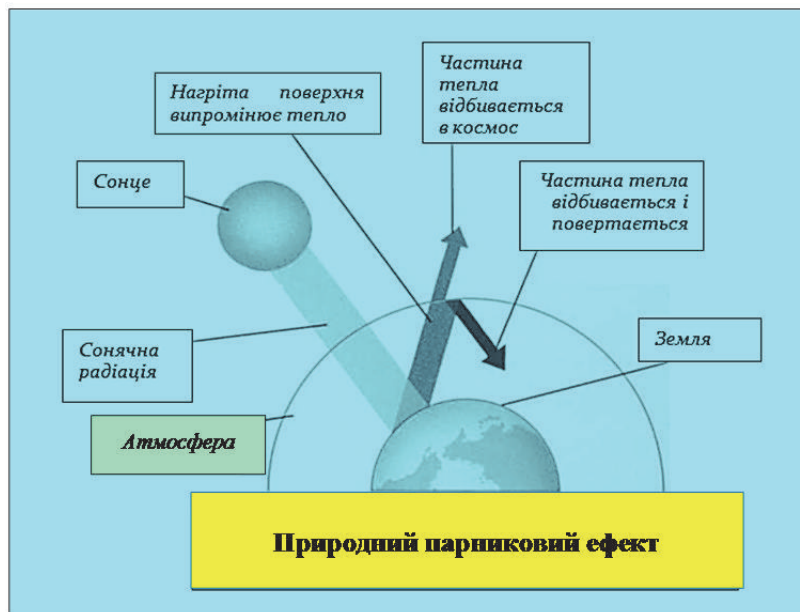 Частина
тепла
відбивається
в космос
Нагріта поверхня
випромінює тепло
Сонце
Частина тепла
відбивається і
повертається
Сонячна
радіація
Земля
Атмосфера
Природний парниковий ефект